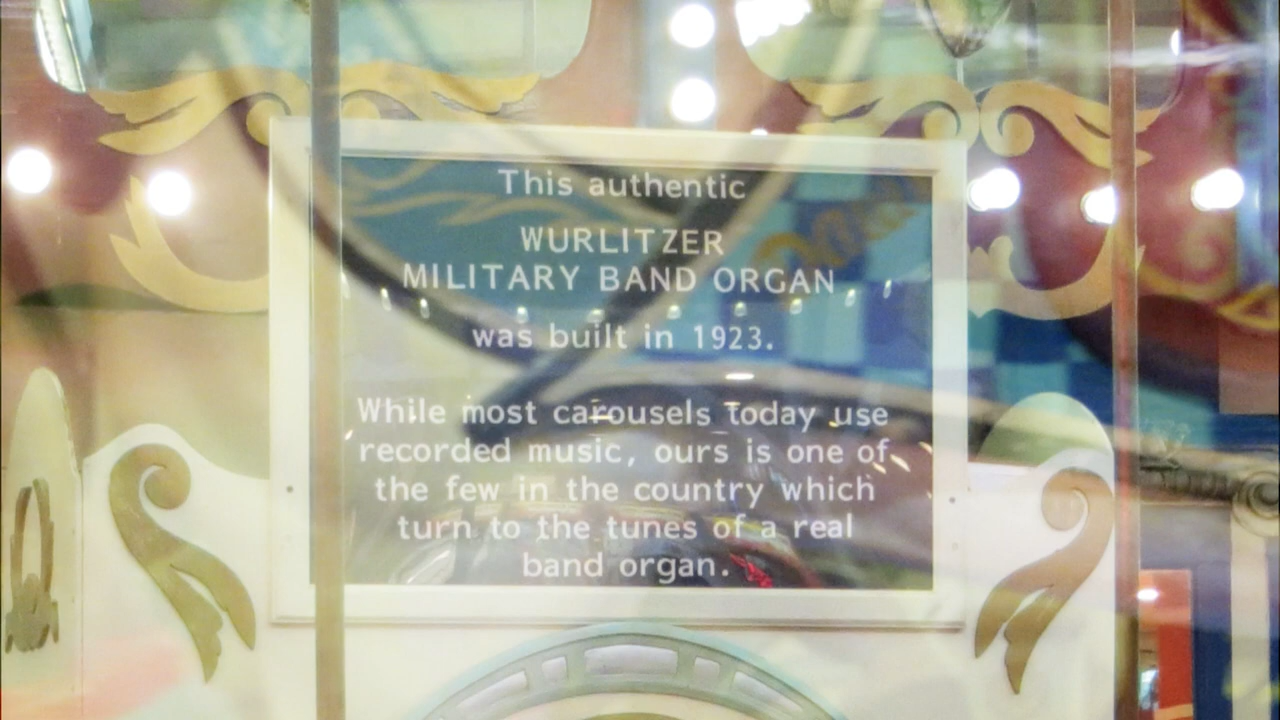 This authentic
WURLITZER
MILITARY BAND ORGAN
was built in 1923.
While most carousels today use
recorded music, ours is one of
the few in the country which
turn to the tunes of a real
band organ.